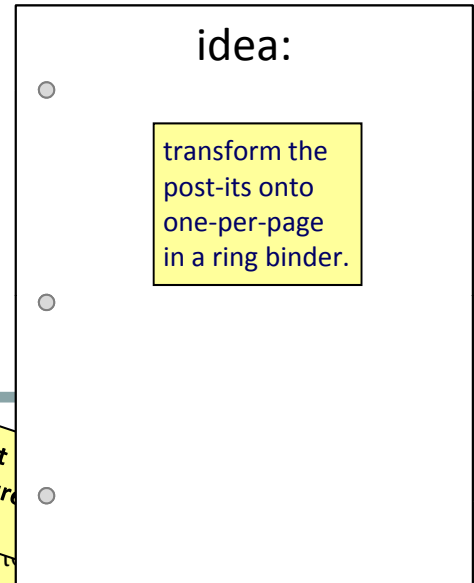 idea:
transform the
post-its onto
one-per-page
in a ring binder.